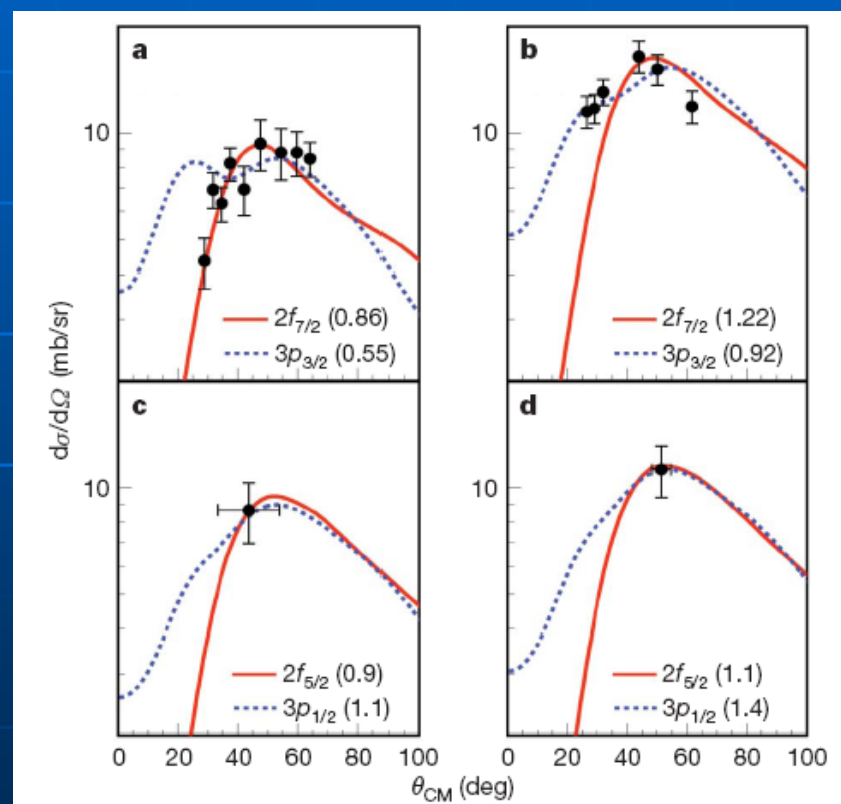 a
b
10
10
2f7/2 (0.86)
3p3/2 (0.55)
2f7/2 (1.22)
3p3/2 (0.92)
dσ/dΩ (mb/sr)
c
d
10
10
2f5/2 (0.9)
3p1/2 (1.1)
2f5/2 (1.1)
3p1/2 (1.4)
0 20 40 60 80 100
0 20 40 60 80 100
θCM (deg)